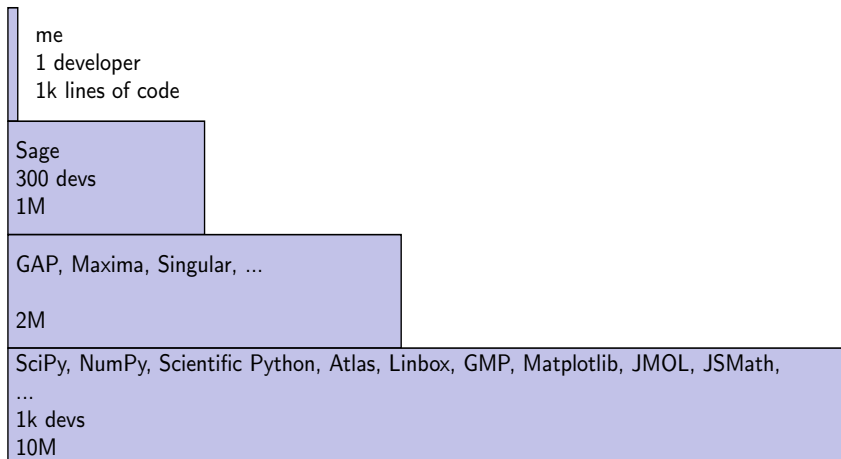 me
1 developer
1k lines of code
Sage
300 devs
1M
GAP, Maxima, Singular, ...
2M
SciPy, NumPy, Scientific Python, Atlas, Linbox, GMP, Matplotlib, JMOL, JSMath,
...
1k devs
10M